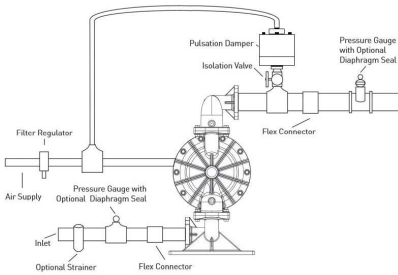 Pulsation Damper
Isolation Valve
Pressure Gauge
with Optional
Diaphragm Seal
Flex Connector
Filter Regulator
Air Supply
Pressure Gauge with
Optional Diaphragm Seal
Inlet
Optional Strainer
Flex Connector